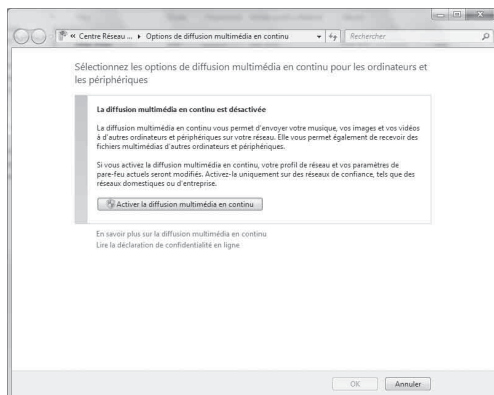 « Centre Réseau ... ▸ Options de diffusion multimédia en continu
Rechercher
Sélectionnez les options de diffusion multimédia en continu pour les ordinateurs et
les périphériques
La diffusion multimédia en continu est désactivée
La diffusion multimédia en continu vous permet d'envoyer votre musique, vos images et vos vidéos
à d'autres ordinateurs et périphériques sur votre réseau. Elle vous permet également de recevoir des
fichiers multimédias d'autres ordinateurs et périphériques.
Si vous activez la diffusion multimédia en continu, votre profil de réseau et vos paramètres de
pare-feu actuels seront modifiés. Activez-la uniquement sur des réseaux de confiance, tels que des
réseaux domestiques ou d'entreprise.
Activer la diffusion multimédia en continu
En savoir plus sur la diffusion multimédia en continu
Lire la déclaration de confidentialité en ligne
OK
Annuler